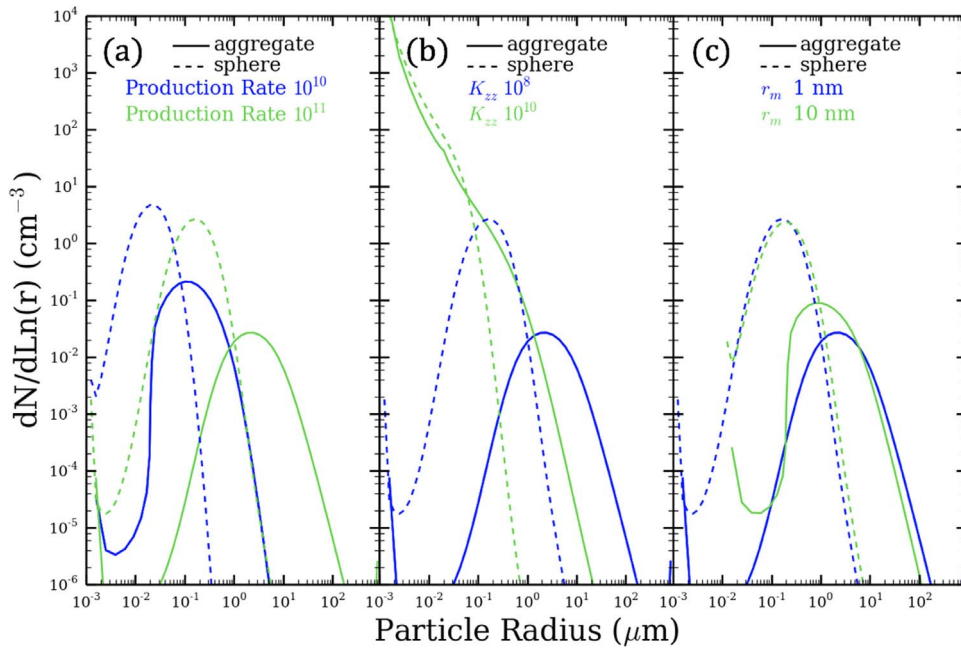 (a)
aggregate
sphere
Production Rate 10^10
Production Rate 10^11
(b)
aggregate
sphere
K_zz 10^8
K_zz 10^10
(c)
aggregate
sphere
r_m 1 nm
r_m 10 nm
dN/dLn(r) (cm^−3)
10^4
10^3
10^2
10^1
10^0
10^-1
10^-2
10^-3
10^-4
10^-5
10^-6
10^-3 10^-2 10^-1 10^0 10^1 10^2 10^-3 10^-2 10^-1 10^0 10^1 10^2 10^-3 10^-2 10^-1 10^0 10^1 10^2
Particle Radius (μm)